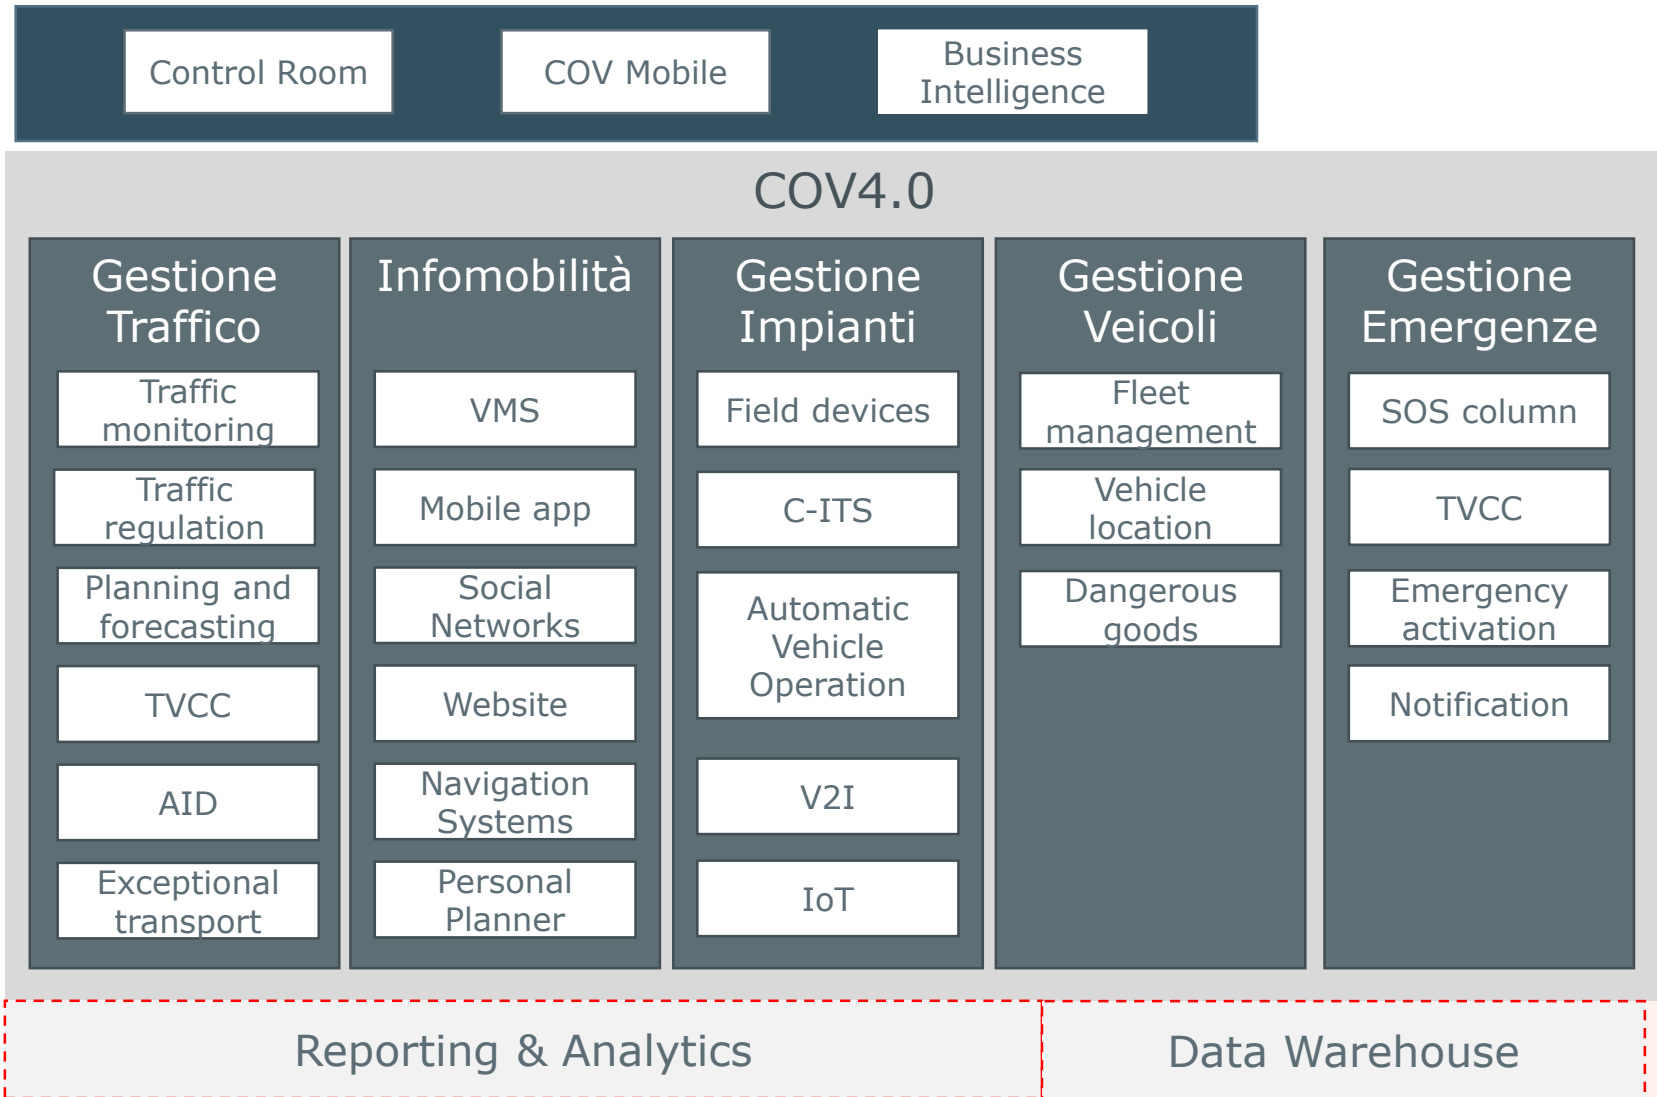 Control Room
COV Mobile
Business
Intelligence
COV4.0
Gestione
Traffico
Traffic
monitoring
Traffic
regulation
Planning and
forecasting
TVCC
AID
Exceptional
transport
Infomobilità
VMS
Mobile app
Social
Networks
Website
Navigation
Systems
Personal
Planner
Gestione
Impianti
Field devices
C-ITS
Automatic
Vehicle
Operation
V2I
IoT
Gestione
Veicoli
Fleet
management
Vehicle
location
Dangerous
goods
Gestione
Emergenze
SOS column
TVCC
Emergency
activation
Notification
Reporting & Analytics
Data Warehouse